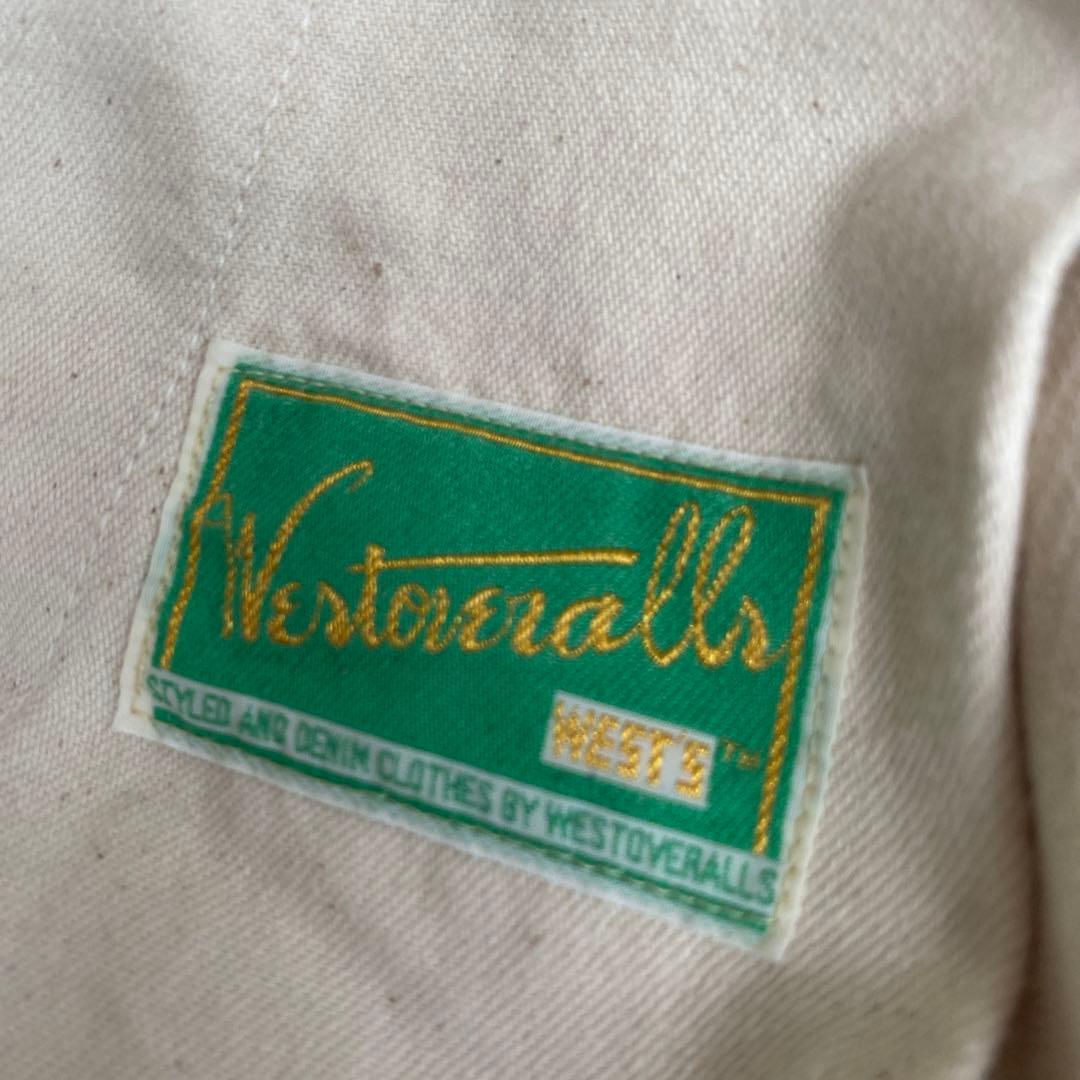 Westoveralls
WEST'S TM
STYLED AND DENIM CLOTHES BY WESTOVERALLS